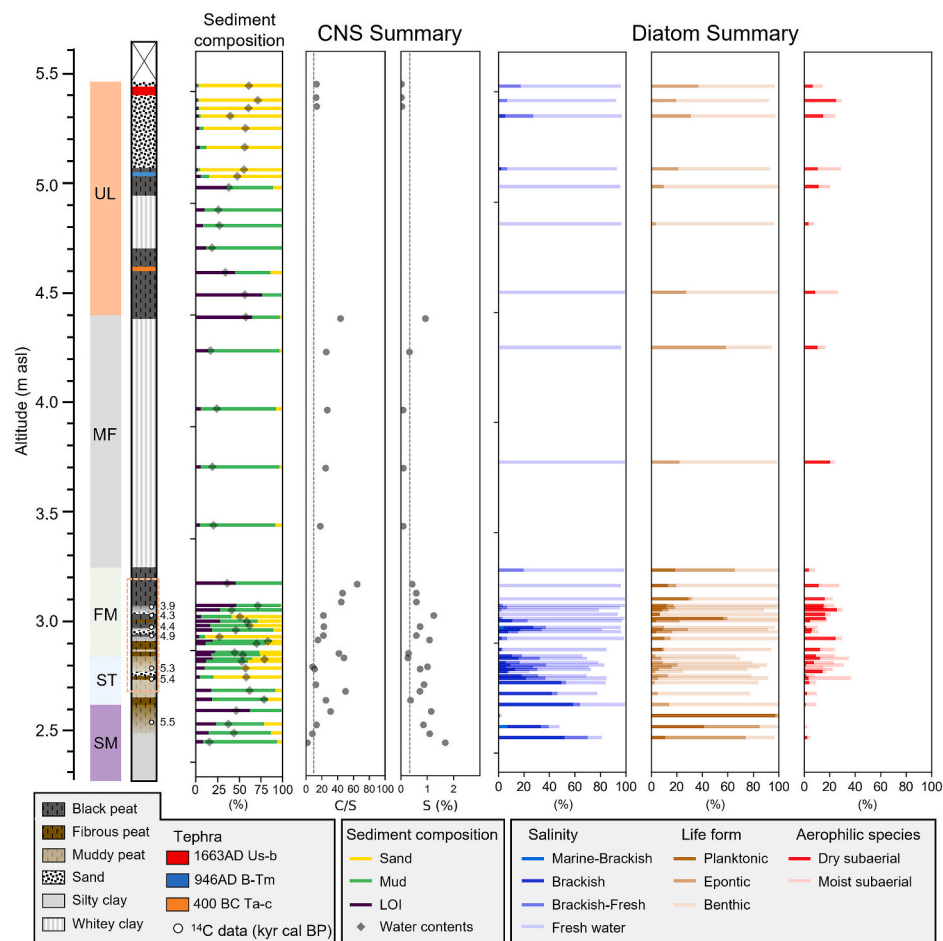 Sediment
composition
CNS Summary
Diatom Summary
Altitude (m asl)
5.5
5.0
4.5
4.0
3.5
3.0
2.5
UL
MF
FM
ST
SM
3.9
4.3
4.4
4.9
5.3
5.4
5.5
0 20 40 60 80 100
(%)
0 20 40 60 80 100
C/S
0 1 2
S (%)
0 20 40 60 80 100
(%)
0 20 40 60 80 100
(%)
0 20 40 60 80 100
(%)
Black peat
Fibrous peat
Muddy peat
Sand
Silty clay
Whitey clay
Tephra
1663AD Us-b
946AD B-Tm
400 BC Ta-c
14C data (kyr cal BP)
Sediment composition
Sand
Mud
LOI
Water contents
Salinity
Marine-Brackish
Brackish
Brackish-Fresh
Fresh water
Life form
Planktonic
Epontic
Benthic
Aerophilic species
Dry subaerial
Moist subaerial